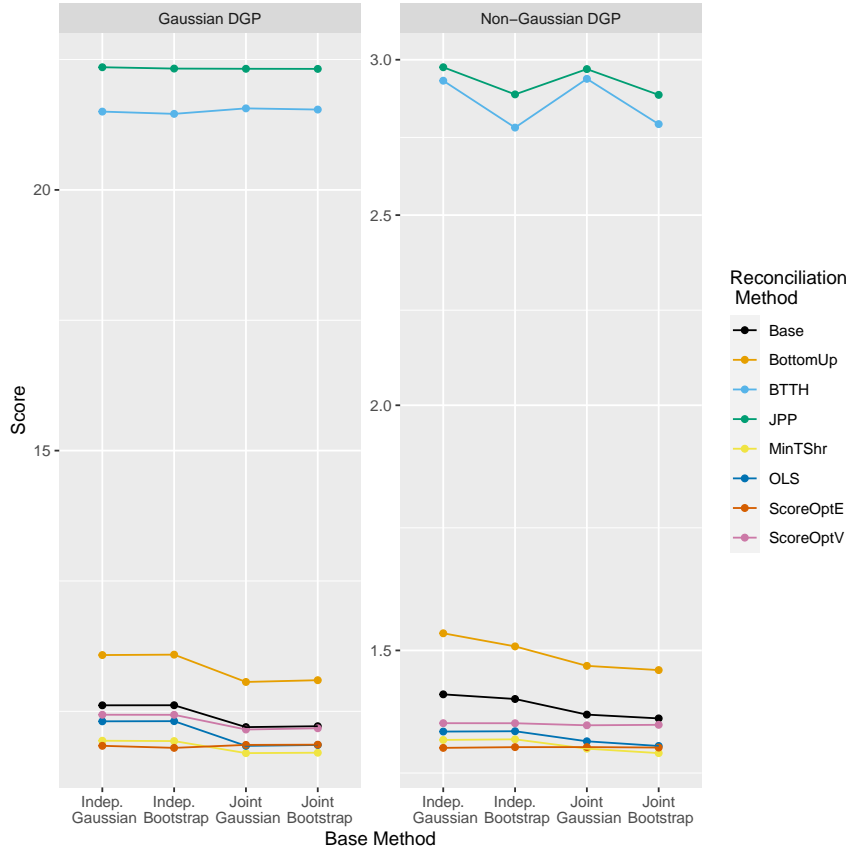 Gaussian DGP
Non−Gaussian DGP
Score
20
15
3.0
2.5
2.0
1.5
Indep.
Gaussian
Indep.
Bootstrap
Joint
Gaussian
Joint
Bootstrap
Indep.
Gaussian
Indep.
Bootstrap
Joint
Gaussian
Joint
Bootstrap
Base Method
Reconciliation
Method
Base
BottomUp
BTTH
JPP
MinTShr
OLS
ScoreOptE
ScoreOptV